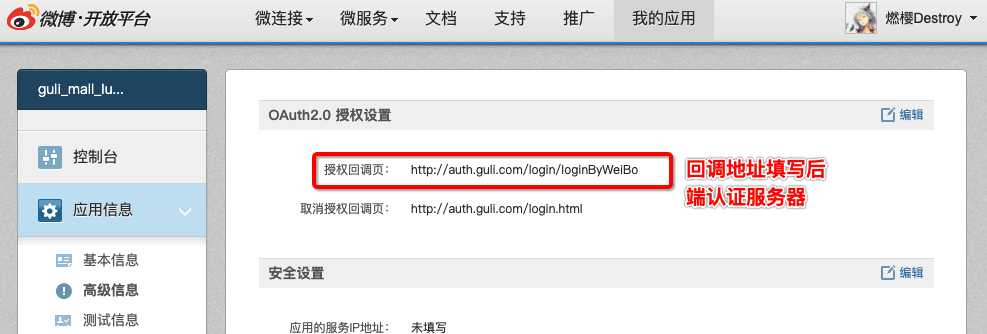 微博·开放平台 微连接 微服务 文档 支持 推广 我的应用 燃樱Destroy
guli_mall_lu...
控制台
应用信息
基本信息
高级信息
测试信息
OAuth2.0 授权设置 编辑
授权回调页： http://auth.guli.com/login/loginByWeiBo
回调地址填写后
端认证服务器
取消授权回调页： http://auth.guli.com/login.html
安全设置 编辑
应用的服务IP地址： 未填写